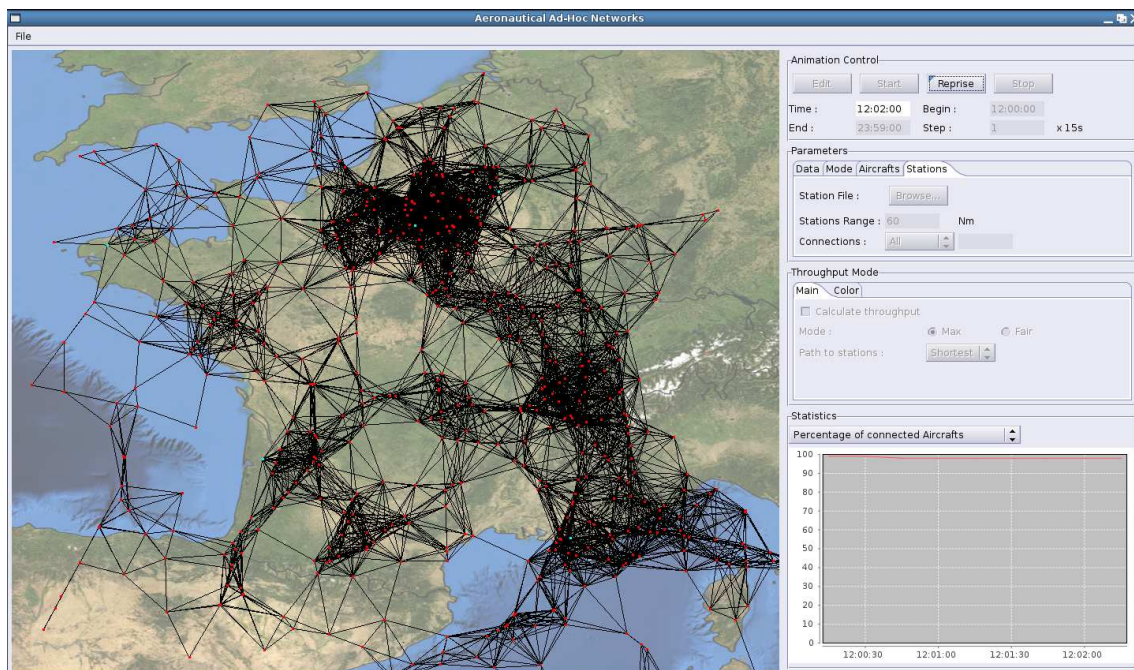 Aeronautical Ad-Hoc Networks
File
Animation Control
Edit Start Reprise Stop
Time : 12:02:00 Begin : 12:00:00
End : 23:59:00 Step : 1 x 15s
Parameters
Data Mode Aircrafts Stations
Station File : Browse...
Stations Range : 60 Nm
Connections : All
Throughput Mode
Main Color
Calculate throughput
Mode : Max Fair
Path to stations : Shortest
Statistics
Percentage of connected Aircrafts
100
90
80
70
60
50
40
30
20
10
0
12:00:30 12:01:00 12:01:30 12:02:00